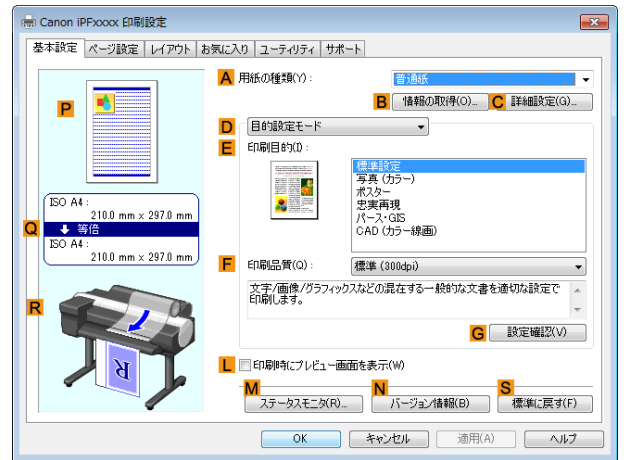 Canon iPFxxxx 印刷設定
基本設定 ページ設定 レイアウト お気に入り ユーティリティ サポート
A 用紙の種類(Y): 普通紙
B 情報の取得(O)... C 詳細設定(G)...
P
D 目的設定モード
E 印刷目的(I):
標準設定
写真 (カラー)
ポスター
忠実再現
パース・GIS
CAD (カラー線画)
ISO A4 :
210.0 mm × 297.0 mm
Q 等倍
ISO A4 :
210.0 mm × 297.0 mm
F 印刷品質(Q): 標準 (300dpi)
文字/画像/グラフィックスなどの混在する一般的な文書を適切な設定で
印刷します。
R
G 設定確認(V)
L 印刷時にプレビュー画面を表示(W)
M N S
ステータスモニタ(R)... バージョン情報(B) 標準に戻す(F)
OK キャンセル 適用(A) ヘルプ